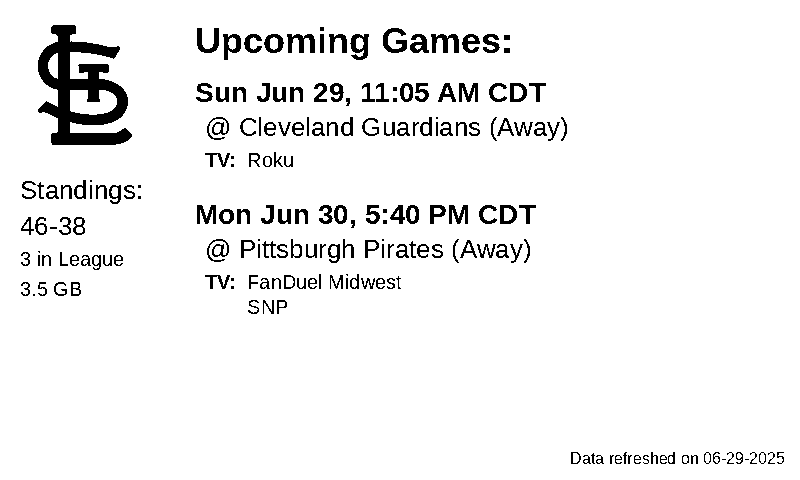 STL
Standings:
46-38
3 in League
3.5 GB
Upcoming Games:
Sun Jun 29, 11:05 AM CDT
@ Cleveland Guardians (Away)
TV: Roku
Mon Jun 30, 5:40 PM CDT
@ Pittsburgh Pirates (Away)
TV: FanDuel Midwest
SNP
Data refreshed on 06-29-2025